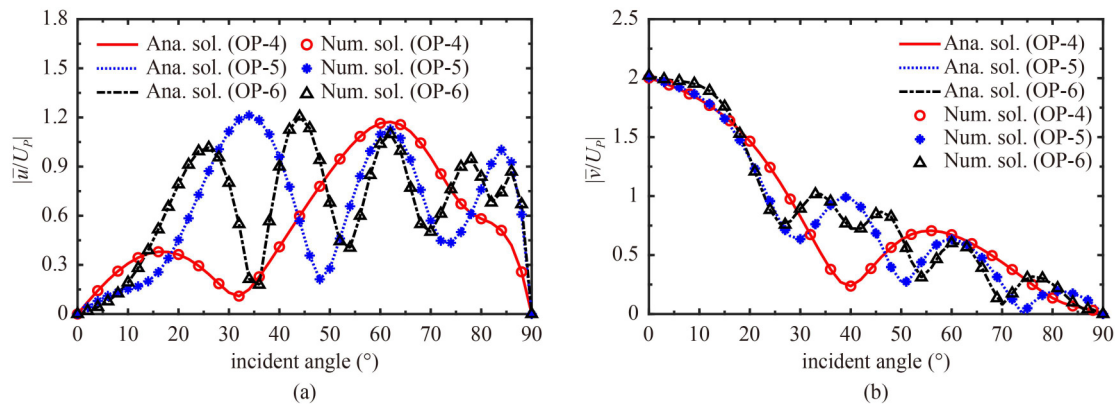 1.8
1.5
1.2
0.9
0.6
0.3
0
|ū/U_P|
Ana. sol. (OP-4) Num. sol. (OP-4)
Ana. sol. (OP-5) Num. sol. (OP-5)
Ana. sol. (OP-6) Num. sol. (OP-6)
0 10 20 30 40 50 60 70 80 90
incident angle (°)
(a)
2.5
2
1.5
1
0.5
0
|v̄/U_P|
Ana. sol. (OP-4)
Ana. sol. (OP-5)
Ana. sol. (OP-6)
Num. sol. (OP-4)
Num. sol. (OP-5)
Num. sol. (OP-6)
0 10 20 30 40 50 60 70 80 90
incident angle (°)
(b)